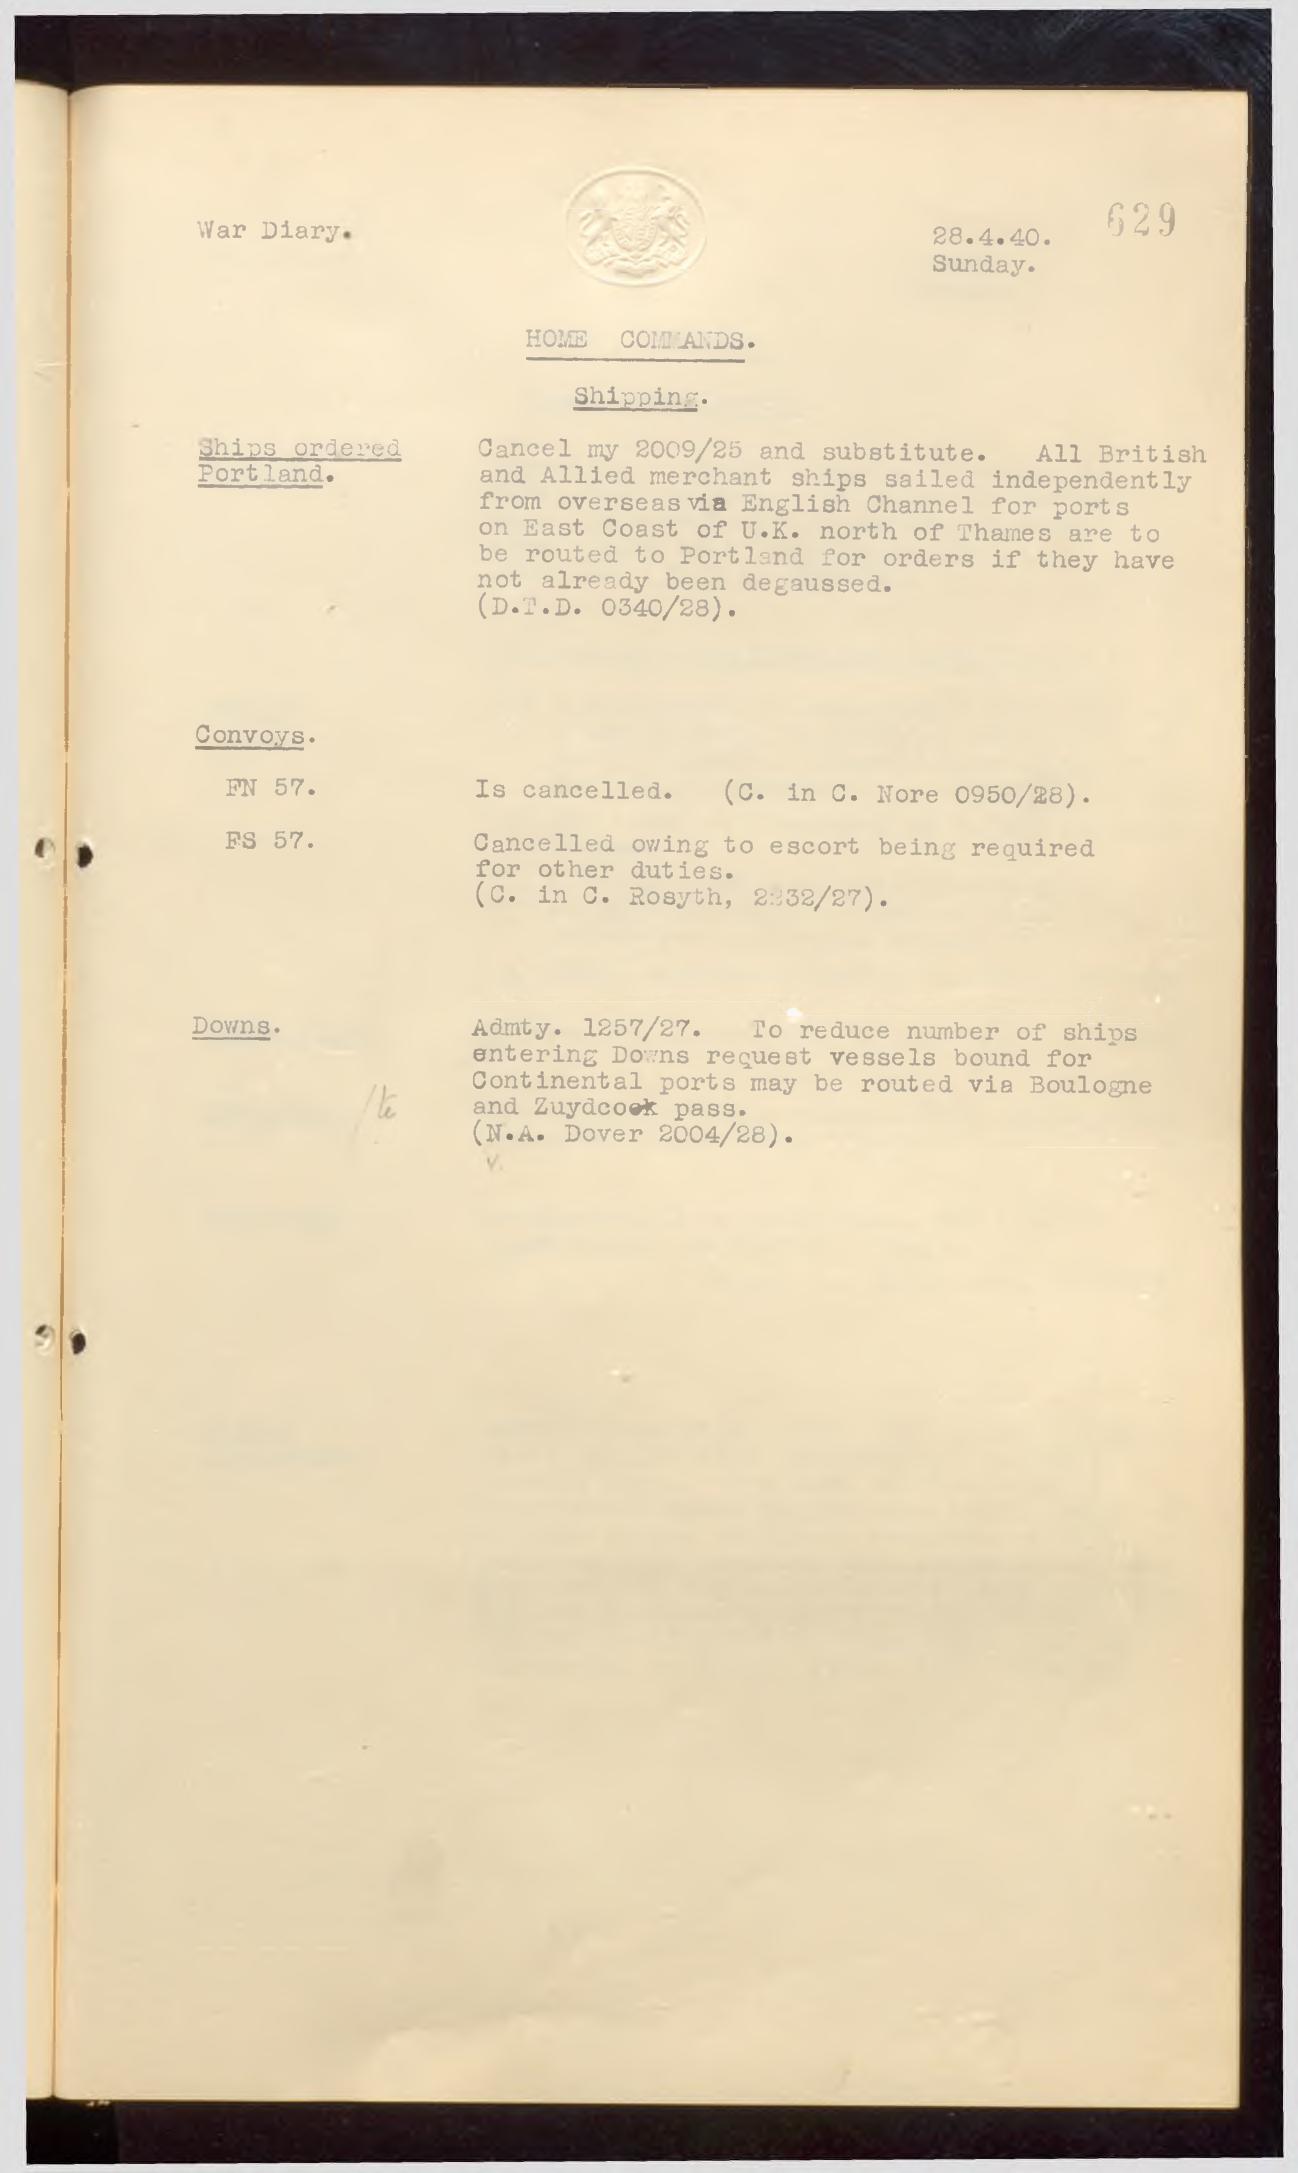 War Diary.
28.4.40.
Sunday.
629
HOME COMMANDS.
Shipping.
Ships ordered
Portland.
Cancel my 2009/25 and substitute. All British
and Allied merchant ships sailed independently
from overseas via English Channel for ports
on East Coast of U.K. north of Thames are to
be routed to Portland for orders if they have
not already been degaussed.
(D.T.D. 0340/28).
Convoys.
FN 57.
Is cancelled. (C. in C. Nore 0950/28).
FS 57.
Cancelled owing to escort being required
for other duties.
(C. in C. Rosyth,
Downs.
Admty. 1257/27. To reduce number of ships
entering Downs request vessels bound for
Continental ports may be routed via Boulogne
/te
and Zuydcook pass.
(N.A. Dover 2004/28).
V.